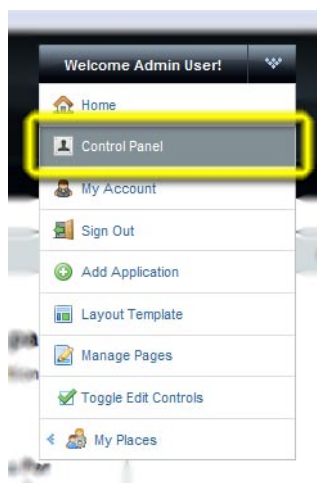 Welcome Admin User!
Home
Control Panel
My Account
Sign Out
Add Application
Layout Template
Manage Pages
Toggle Edit Controls
My Places